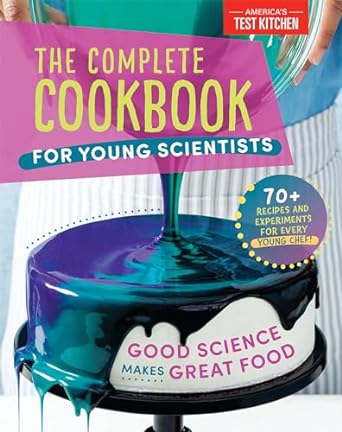 AMERICA'S
TEST KITCHEN
THE COMPLETE
COOKBOOK
FOR YOUNG SCIENTISTS
70+
RECIPES AND
EXPERIMENTS
FOR EVERY
YOUNG CHEF!
GOOD SCIENCE
MAKES GREAT FOOD